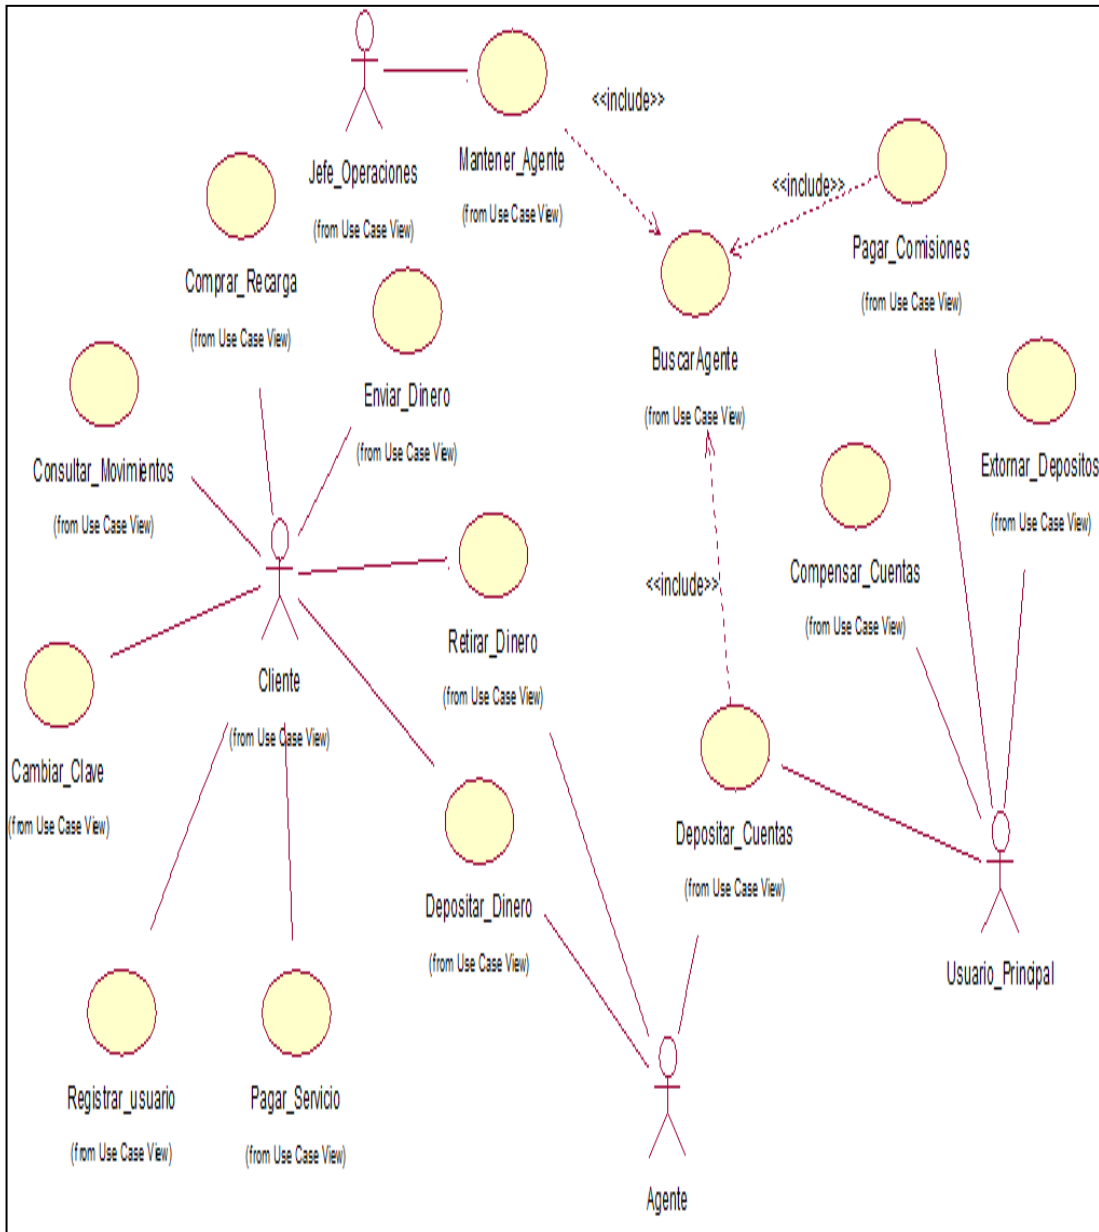 <<include>>
Mantener_Agente
(from Use Case View)
Jefe_Operaciones
(from Use Case View)
<<include>>
Pagar_Comisiones
(from Use Case View)
Comprar_Recarga
(from Use Case View)
BuscarAgente
(from Use Case View)
Enviar_Dinero
(from Use Case View)
Consultar_Movimientos
(from Use Case View)
Extornar_Depositos
(from Use Case View)
Compensar_Cuentas
(from Use Case View)
<<include>>
Retirar_Dinero
(from Use Case View)
Cliente
(from Use Case View)
Cambiar_Clave
(from Use Case View)
Depositar_Cuentas
(from Use Case View)
Depositar_Dinero
(from Use Case View)
Usuario_Principal
Registrar_usuario
(from Use Case View)
Pagar_Servicio
(from Use Case View)
Agente